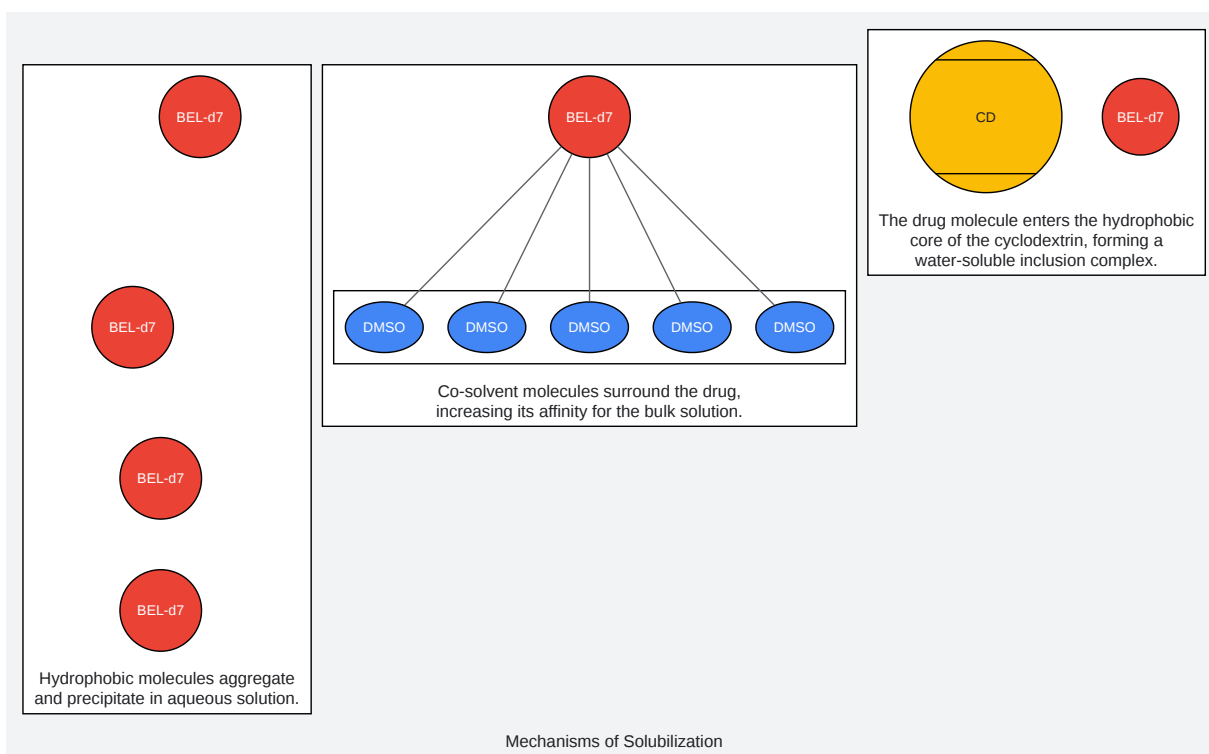 BEL-d7
BEL-d7
BEL-d7
BEL-d7
Hydrophobic molecules aggregate
and precipitate in aqueous solution.
BEL-d7
DMSO DMSO DMSO DMSO DMSO
Co-solvent molecules surround the drug,
increasing its affinity for the bulk solution.
CD BEL-d7
The drug molecule enters the hydrophobic
core of the cyclodextrin, forming a
water-soluble inclusion complex.
Mechanisms of Solubilization